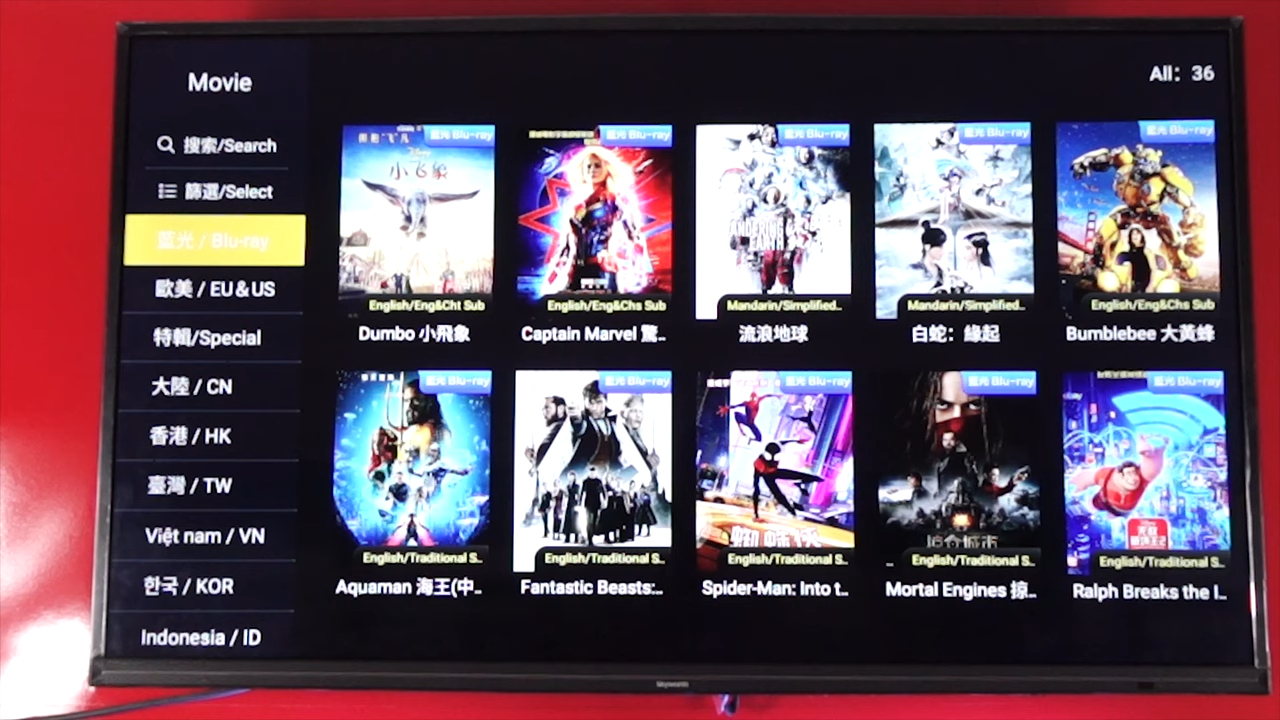 Movie
All: 36
搜索/Search
篩選/Select
藍光 / Blu-ray
歐美 / EU&US
特輯/Special
大陸 / CN
香港 / HK
臺灣 / TW
Việt nam / VN
한국 / KOR
Indonesia / ID
藍光 Blu-ray
小飞象
English/Eng&Cht Sub
Dumbo 小飛象
藍光 Blu-ray
English/Eng&Chs Sub
Captain Marvel 驚..
藍光 Blu-ray
ANDERING
EARTH
Mandarin/Simplified..
流浪地球
藍光 Blu-ray
Mandarin/Simplified..
白蛇：緣起
藍光 Blu-ray
English/Eng&Chs Sub
Bumblebee 大黃蜂
藍光 Blu-ray
English/Traditional S..
Aquaman 海王(中..
藍光 Blu-ray
English/Traditional S..
Fantastic Beasts:..
藍光 Blu-ray
English/Traditional S..
Spider-Man: Into t..
藍光 Blu-ray
English/Traditional S..
Mortal Engines 掠..
藍光 Blu-ray
English/Traditional S..
Ralph Breaks the I..
Skyworth